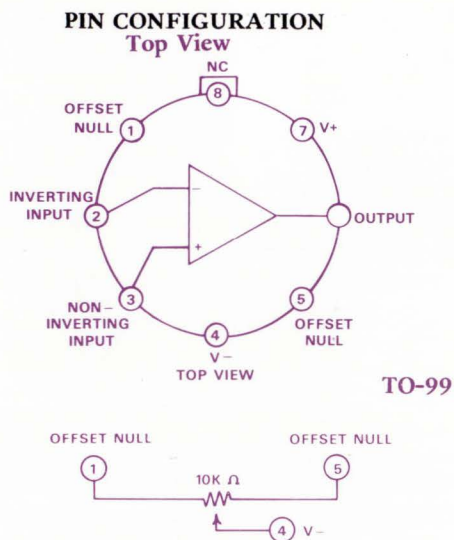 PIN CONFIGURATION
Top View
NC
8
OFFSET
NULL
1
7
V+
INVERTING
INPUT
2
−
OUTPUT
+
3
NON−
INVERTING
INPUT
5
OFFSET
NULL
4
V−
TOP VIEW
TO-99
OFFSET NULL
OFFSET NULL
1
10K Ω
5
4
V−